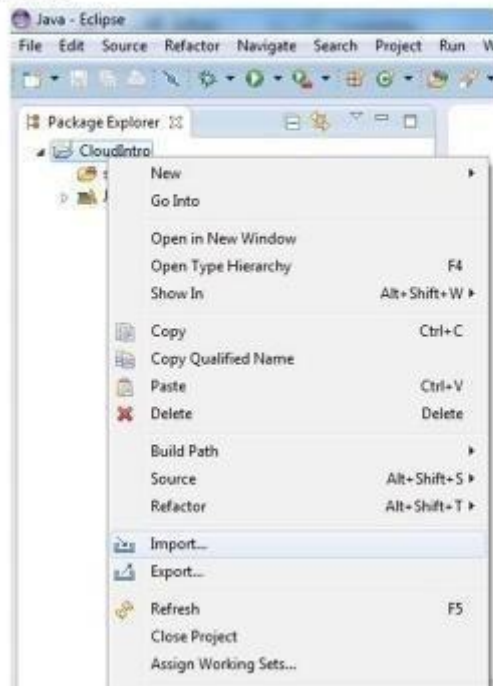 Java - Eclipse
File Edit Source Refactor Navigate Search Project Run
Package Explorer
CloudIntro
New
Go Into
Open in New Window
Open Type Hierarchy F4
Show In Alt+Shift+W
Copy Ctrl+C
Copy Qualified Name
Paste Ctrl+V
Delete Delete
Build Path
Source Alt+Shift+S
Refactor Alt+Shift+T
Import...
Export...
Refresh F5
Close Project
Assign Working Sets...